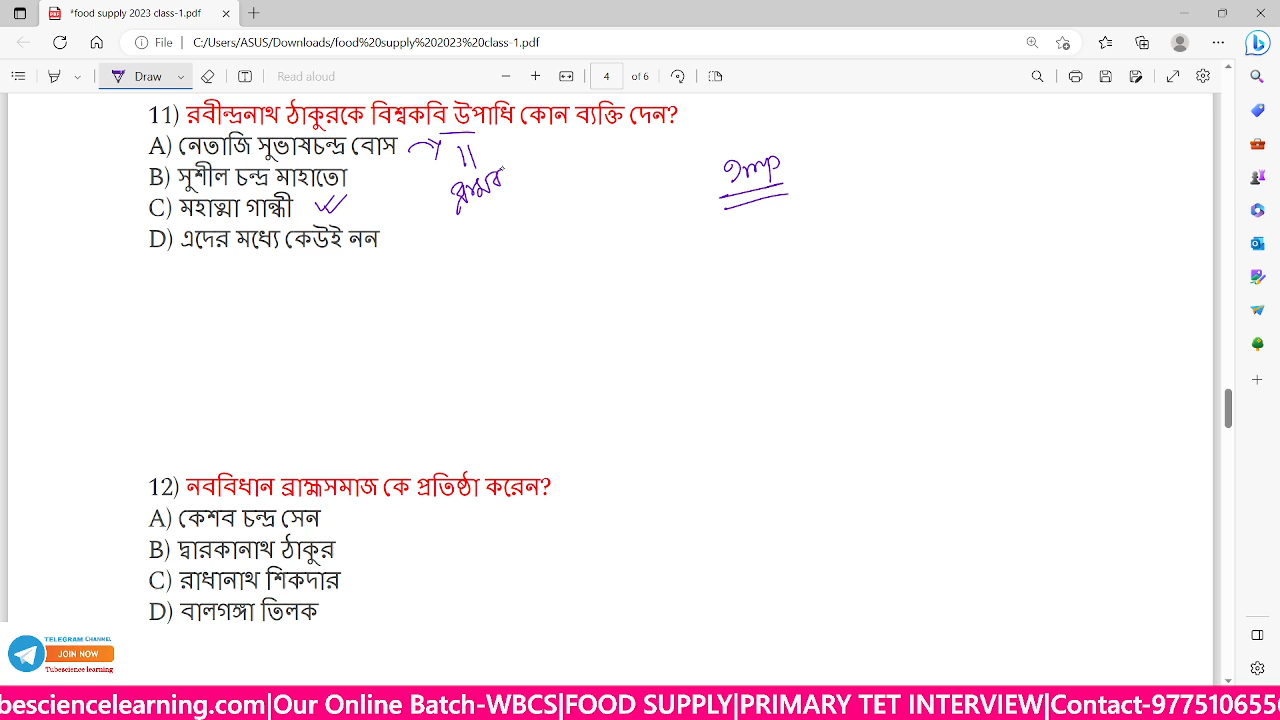 *food supply 2023 class-1.pdf
File
C:/Users/ASUS/Downloads/food%20supply%202023%20class-1.pdf
Draw
Read aloud
4
of 6
11) রবীন্দ্রনাথ ঠাকুরকে বিশ্বকবি উপাধি কোন ব্যক্তি দেন?
A) নেতাজি সুভাষচন্দ্র বোস
B) সুশীল চন্দ্র মাহাতো
C) মহাত্মা গান্ধী
D) এদের মধ্যে কেউই নন
Imp
12) নববিধান ব্রাহ্মসমাজ কে প্রতিষ্ঠা করেন?
A) কেশব চন্দ্র সেন
B) দ্বারকানাথ ঠাকুর
C) রাধানাথ শিকদার
D) বালগঙ্গা তিলক
TELEGRAM CHANNEL
JOIN NOW
Tubescience learning
besciencelearning.com|Our Online Batch-WBCS|FOOD SUPPLY|PRIMARY TET INTERVIEW|Contact-977510655